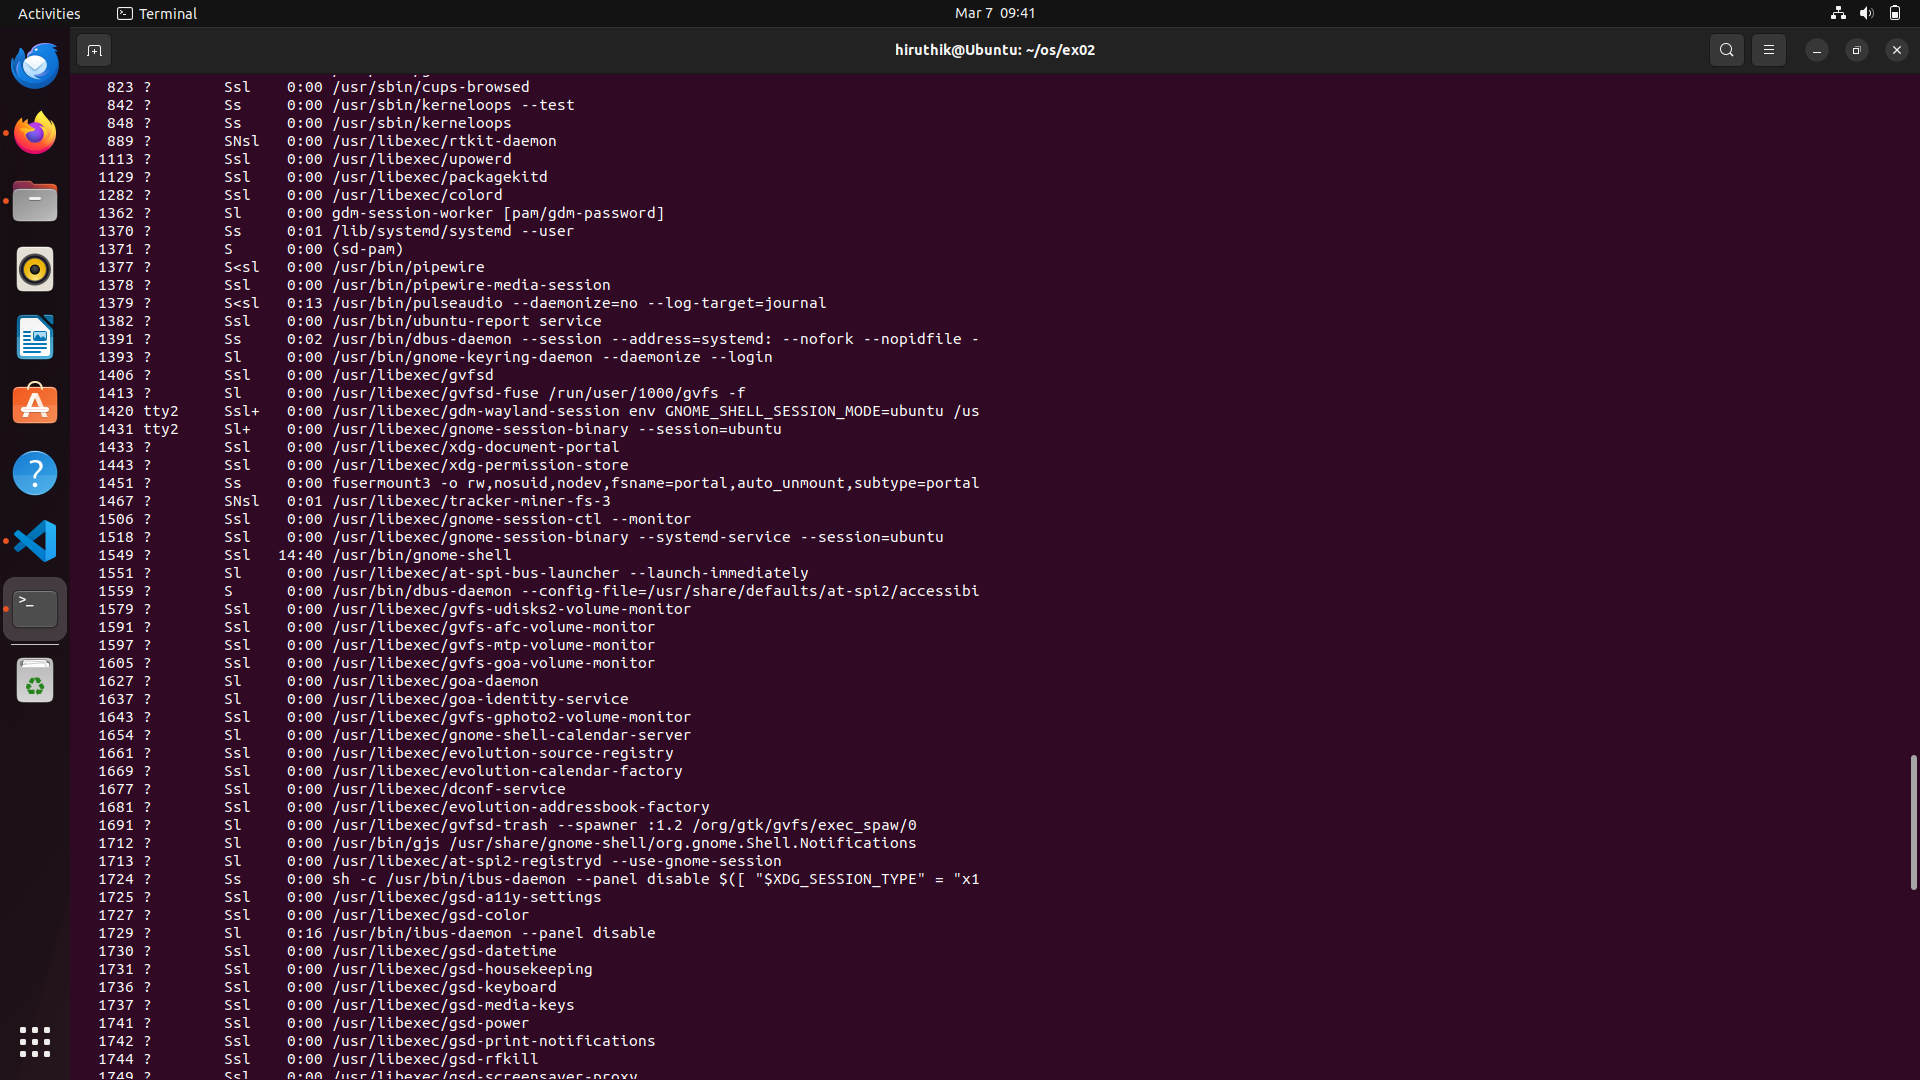 Activities
Terminal
Mar 7 09:41
hiruthik@Ubuntu: ~/os/ex02
823 ? Ssl 0:00 /usr/sbin/cups-browsed
842 ? Ss 0:00 /usr/sbin/kerneloops --test
848 ? Ss 0:00 /usr/sbin/kerneloops
889 ? SNsl 0:00 /usr/libexec/rtkit-daemon
1113 ? Ssl 0:00 /usr/libexec/upowerd
1129 ? Ssl 0:00 /usr/libexec/packagekitd
1282 ? Ssl 0:00 /usr/libexec/colord
1362 ? Sl 0:00 gdm-session-worker [pam/gdm-password]
1370 ? Ss 0:01 /lib/systemd/systemd --user
1371 ? S 0:00 (sd-pam)
1377 ? S<sl 0:00 /usr/bin/pipewire
1378 ? Ssl 0:00 /usr/bin/pipewire-media-session
1379 ? S<sl 0:13 /usr/bin/pulseaudio --daemonize=no --log-target=journal
1382 ? Ssl 0:00 /usr/bin/ubuntu-report service
1391 ? Ss 0:02 /usr/bin/dbus-daemon --session --address=systemd: --nofork --nopidfile -
1393 ? Sl 0:00 /usr/bin/gnome-keyring-daemon --daemonize --login
1406 ? Ssl 0:00 /usr/libexec/gvfsd
1413 ? Sl 0:00 /usr/libexec/gvfsd-fuse /run/user/1000/gvfs -f
1420 tty2 Ssl+ 0:00 /usr/libexec/gdm-wayland-session env GNOME_SHELL_SESSION_MODE=ubuntu /us
1431 tty2 Sl+ 0:00 /usr/libexec/gnome-session-binary --session=ubuntu
1433 ? Ssl 0:00 /usr/libexec/xdg-document-portal
1443 ? Ssl 0:00 /usr/libexec/xdg-permission-store
1451 ? Ss 0:00 fusermount3 -o rw,nosuid,nodev,fsname=portal,auto_unmount,subtype=portal
1467 ? SNsl 0:01 /usr/libexec/tracker-miner-fs-3
1506 ? Ssl 0:00 /usr/libexec/gnome-session-ctl --monitor
1518 ? Ssl 0:00 /usr/libexec/gnome-session-binary --systemd-service --session=ubuntu
1549 ? Ssl 14:40 /usr/bin/gnome-shell
1551 ? Sl 0:00 /usr/libexec/at-spi-bus-launcher --launch-immediately
1559 ? S 0:00 /usr/bin/dbus-daemon --config-file=/usr/share/defaults/at-spi2/accessibi
1579 ? Ssl 0:00 /usr/libexec/gvfs-udisks2-volume-monitor
1591 ? Ssl 0:00 /usr/libexec/gvfs-afc-volume-monitor
1597 ? Ssl 0:00 /usr/libexec/gvfs-mtp-volume-monitor
1605 ? Ssl 0:00 /usr/libexec/gvfs-goa-volume-monitor
1627 ? Sl 0:00 /usr/libexec/goa-daemon
1637 ? Sl 0:00 /usr/libexec/goa-identity-service
1643 ? Ssl 0:00 /usr/libexec/gvfs-gphoto2-volume-monitor
1654 ? Sl 0:00 /usr/libexec/gnome-shell-calendar-server
1661 ? Ssl 0:00 /usr/libexec/evolution-source-registry
1669 ? Ssl 0:00 /usr/libexec/evolution-calendar-factory
1677 ? Ssl 0:00 /usr/libexec/dconf-service
1681 ? Ssl 0:00 /usr/libexec/evolution-addressbook-factory
1691 ? Sl 0:00 /usr/libexec/gvfsd-trash --spawner :1.2 /org/gtk/gvfs/exec_spaw/0
1712 ? Sl 0:00 /usr/bin/gjs /usr/share/gnome-shell/org.gnome.Shell.Notifications
1713 ? Sl 0:00 /usr/libexec/at-spi2-registryd --use-gnome-session
1724 ? Ss 0:00 sh -c /usr/bin/ibus-daemon --panel disable $([ "$XDG_SESSION_TYPE" = "x1
1725 ? Ssl 0:00 /usr/libexec/gsd-a11y-settings
1727 ? Ssl 0:00 /usr/libexec/gsd-color
1729 ? Sl 0:16 /usr/bin/ibus-daemon --panel disable
1730 ? Ssl 0:00 /usr/libexec/gsd-datetime
1731 ? Ssl 0:00 /usr/libexec/gsd-housekeeping
1736 ? Ssl 0:00 /usr/libexec/gsd-keyboard
1737 ? Ssl 0:00 /usr/libexec/gsd-media-keys
1741 ? Ssl 0:00 /usr/libexec/gsd-power
1742 ? Ssl 0:00 /usr/libexec/gsd-print-notifications
1744 ? Ssl 0:00 /usr/libexec/gsd-rfkill
1749 ? Ssl 0:00 /usr/libexec/gsd-screensaver-proxy